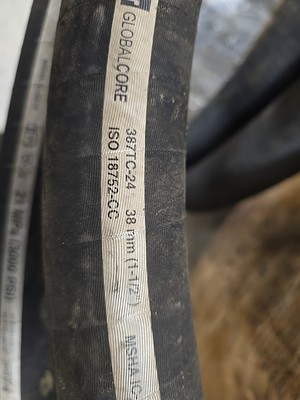 GLOBALCORE
387TC-24 38 mm (1-1/2")
ISO 18752-CC
MSHA IC-